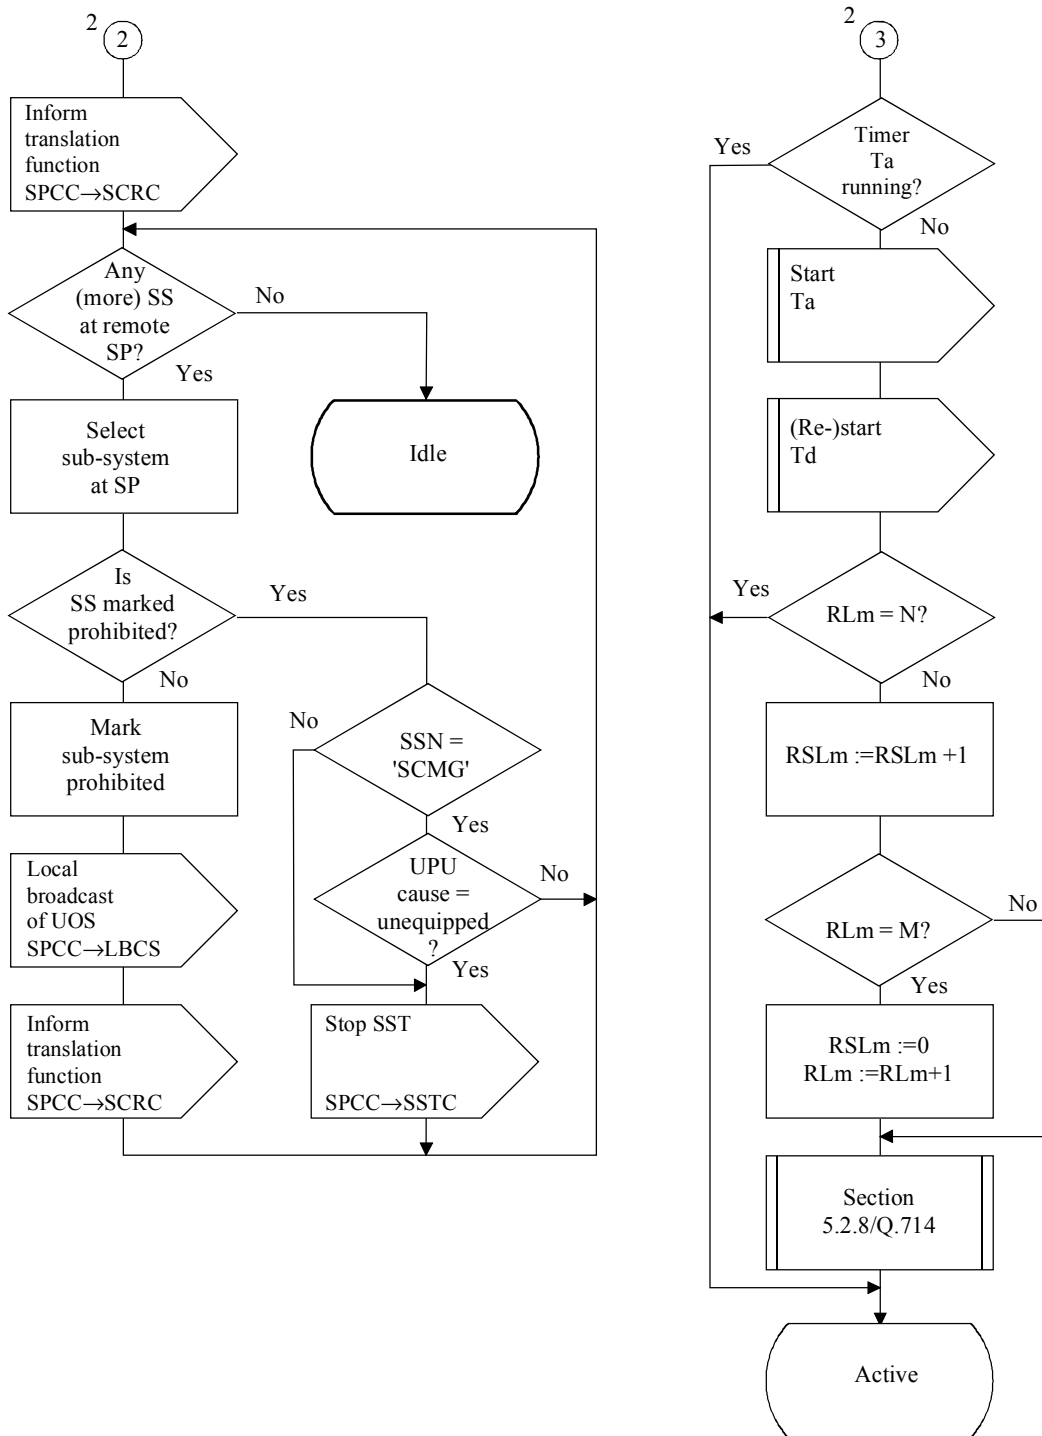 2
2
Inform
translation
function
SPCC→SCRC
Any
(more) SS
at remote
SP?
No
Yes
Select
sub-system
at SP
Idle
Is
SS marked
prohibited?
Yes
No
Mark
sub-system
prohibited
No
SSN =
'SCMG'
Yes
Local
broadcast
of UOS
SPCC→LBCS
UPU
cause =
unequipped
?
No
Yes
Inform
translation
function
SPCC→SCRC
Stop SST
SPCC→SSTC
2
3
Timer
Ta
running?
Yes
No
Start
Ta
(Re-)start
Td
Yes
RLm = N?
No
RSLm :=RSLm +1
RLm = M?
No
Yes
RSLm :=0
RLm :=RLm+1
Section
5.2.8/Q.714
Active